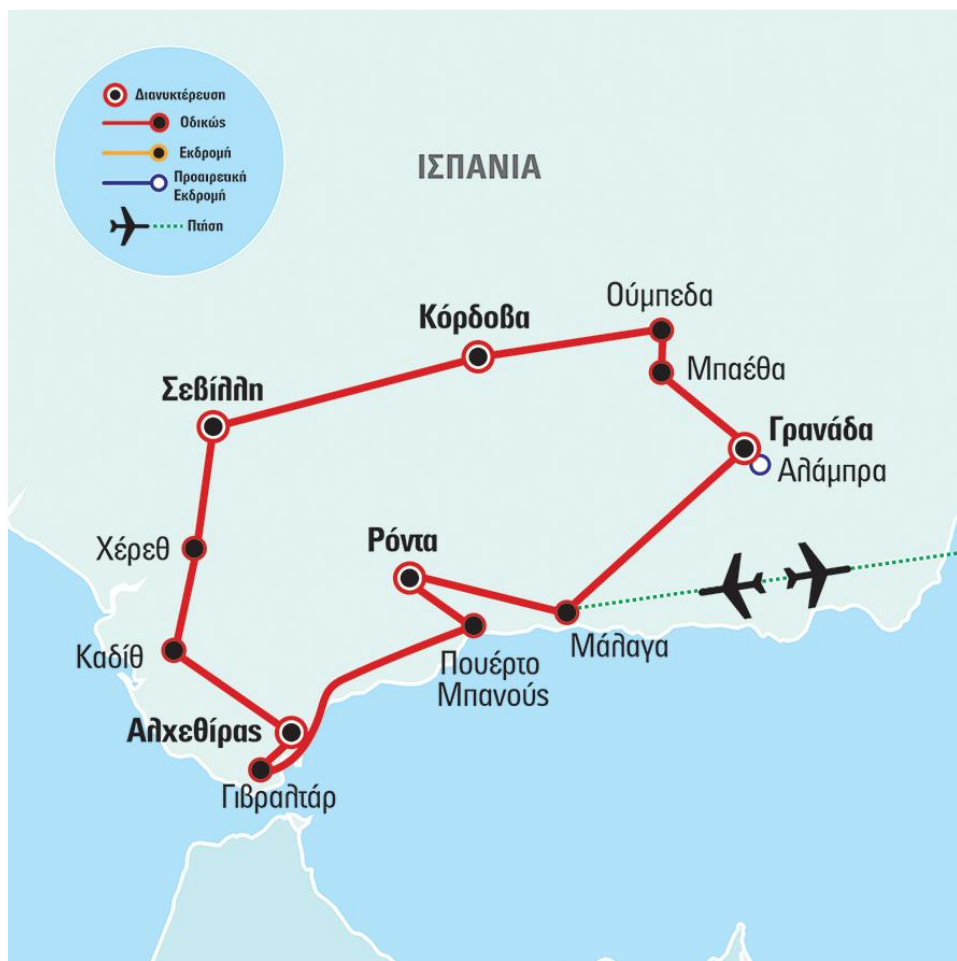 Διανυκτέρευση
Οδικώς
Εκδρομή
Προαιρετική
Εκδρομή
Πτήση
ΙΣΠΑΝΙΑ
Ούμπεδα
Κόρδοβα
Μπαέθα
Σεβίλλη
Γρανάδα
Αλάμπρα
Χέρεθ
Ρόντα
Μάλαγα
Καδίθ
Πουέρτο
Μπανούς
Αλχεθίρας
Γιβραλτάρ